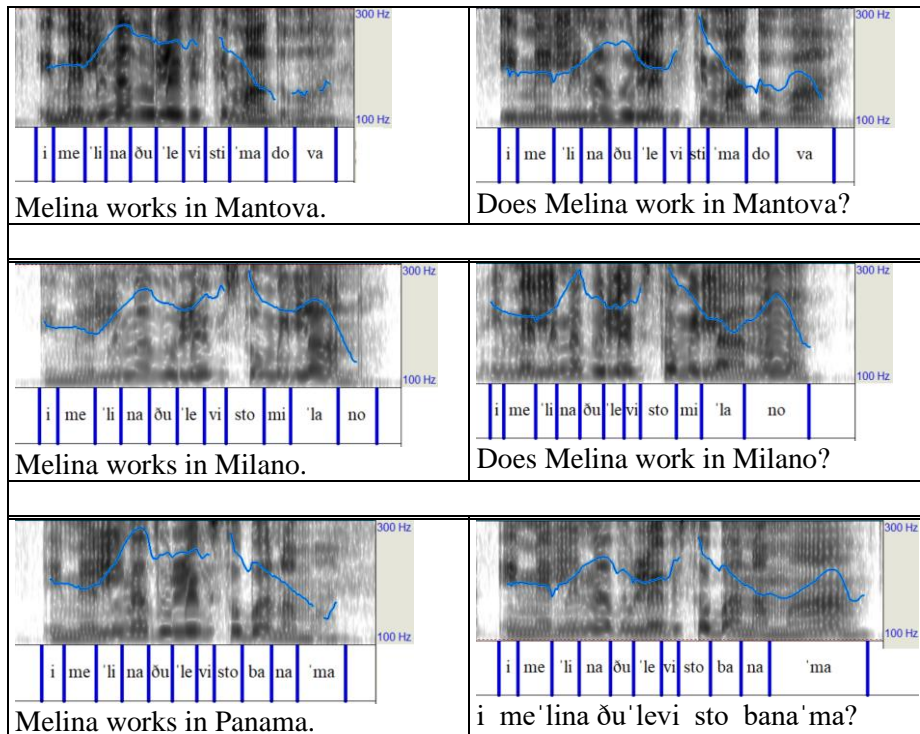 300 Hz
100 Hz
i me ˈli na ðu ˈle vi sti ˈma do va
Melina works in Mantova.
300 Hz
100 Hz
i me ˈli na ðu ˈle vi sti ˈma do va
Does Melina work in Mantova?
300 Hz
100 Hz
i me ˈli na ðu ˈle vi sto mi ˈla no
Melina works in Milano.
300 Hz
100 Hz
i me ˈli na ðu ˈle vi sto mi ˈla no
Does Melina work in Milano?
300 Hz
100 Hz
i me ˈli na ðu ˈle vi sto ba na ˈma
Melina works in Panama.
300 Hz
100 Hz
i me ˈli na ðu ˈle vi sto ba na ˈma
i meˈlina ðuˈlevi sto banaˈma?